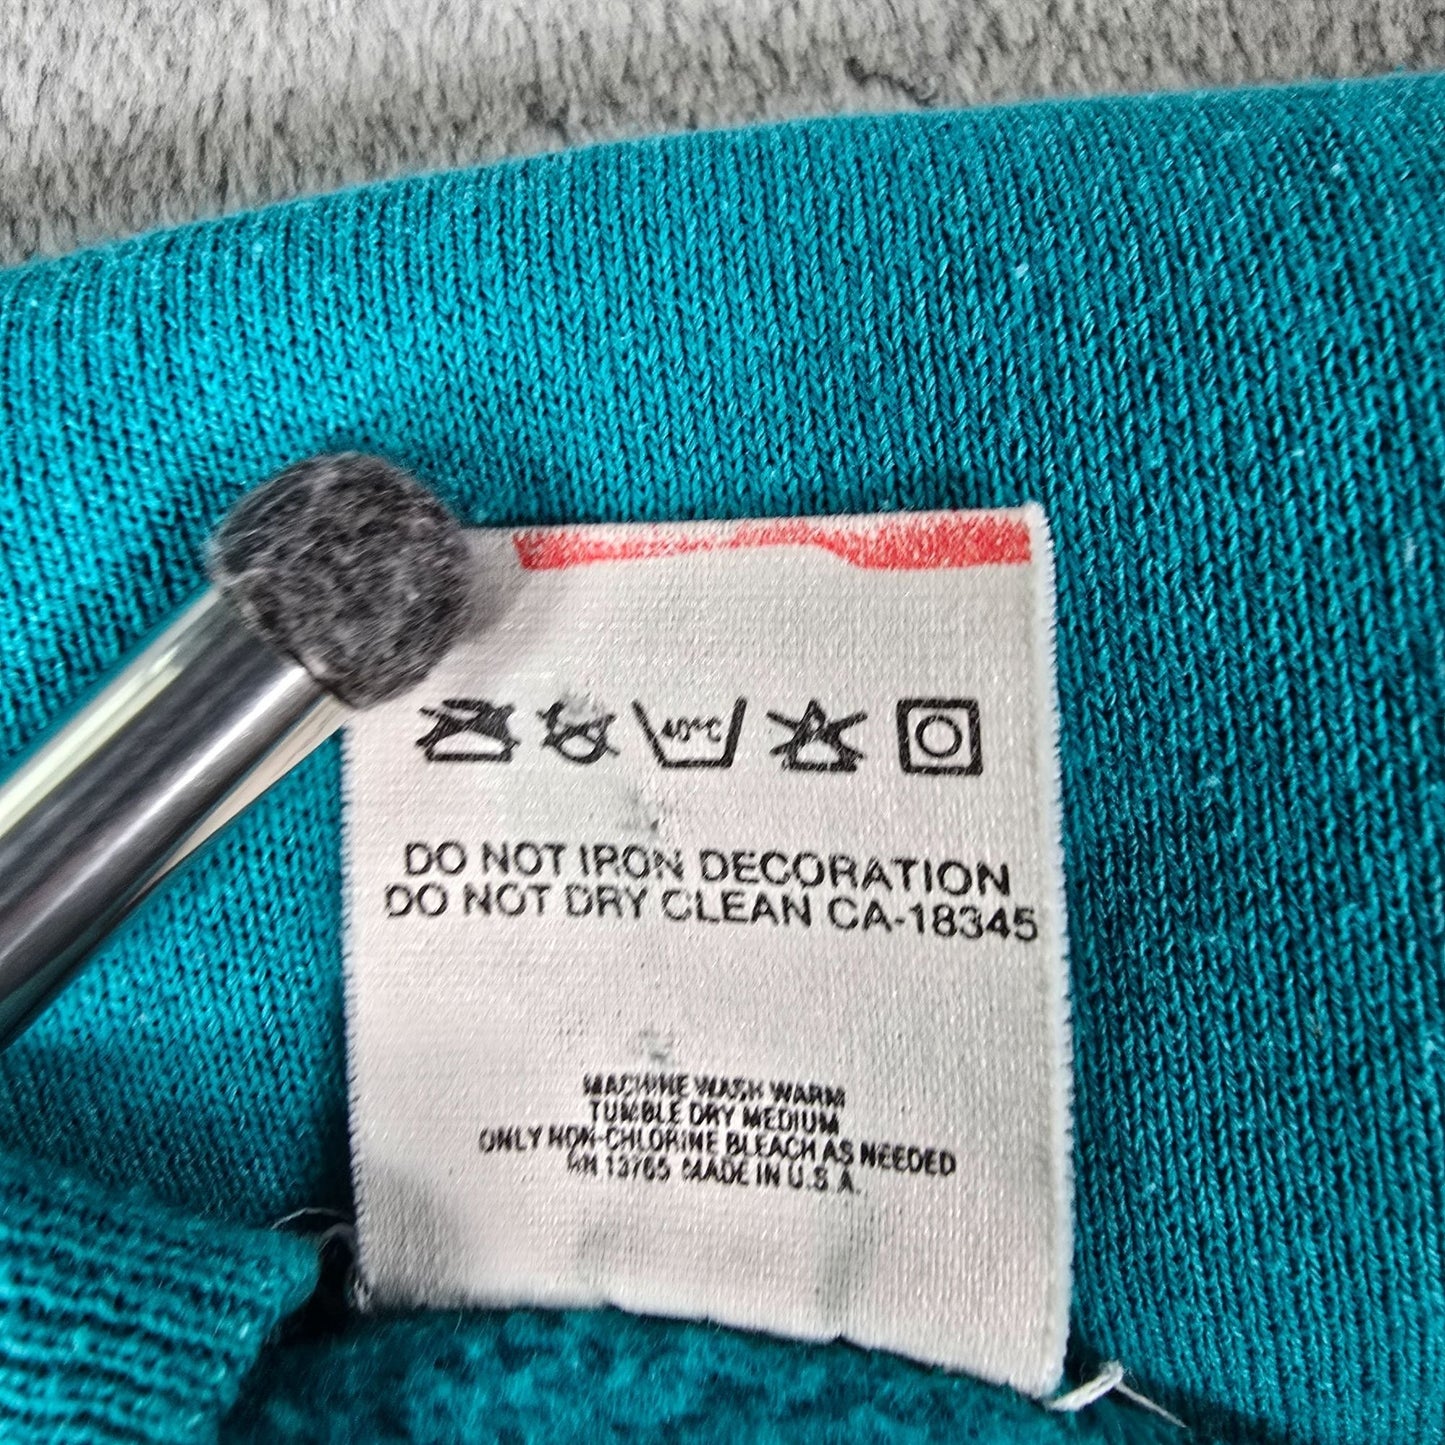 40°C
DO NOT IRON DECORATION
DO NOT DRY CLEAN CA-18345
MACHINE WASH WARM
TUMBLE DRY MEDIUM
ONLY NON-CHLORINE BLEACH AS NEEDED
RN 13765 MADE IN U.S.A.